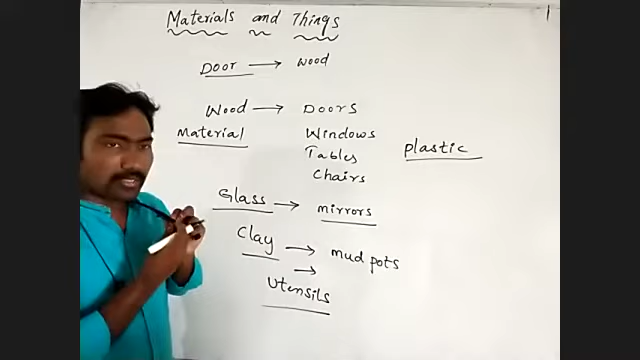 Materials and Things
Door → wood
Wood → Doors
Material
Windows
Tables
Chairs
plastic
Glass → mirrors
Clay → mud pots
→
Utensils